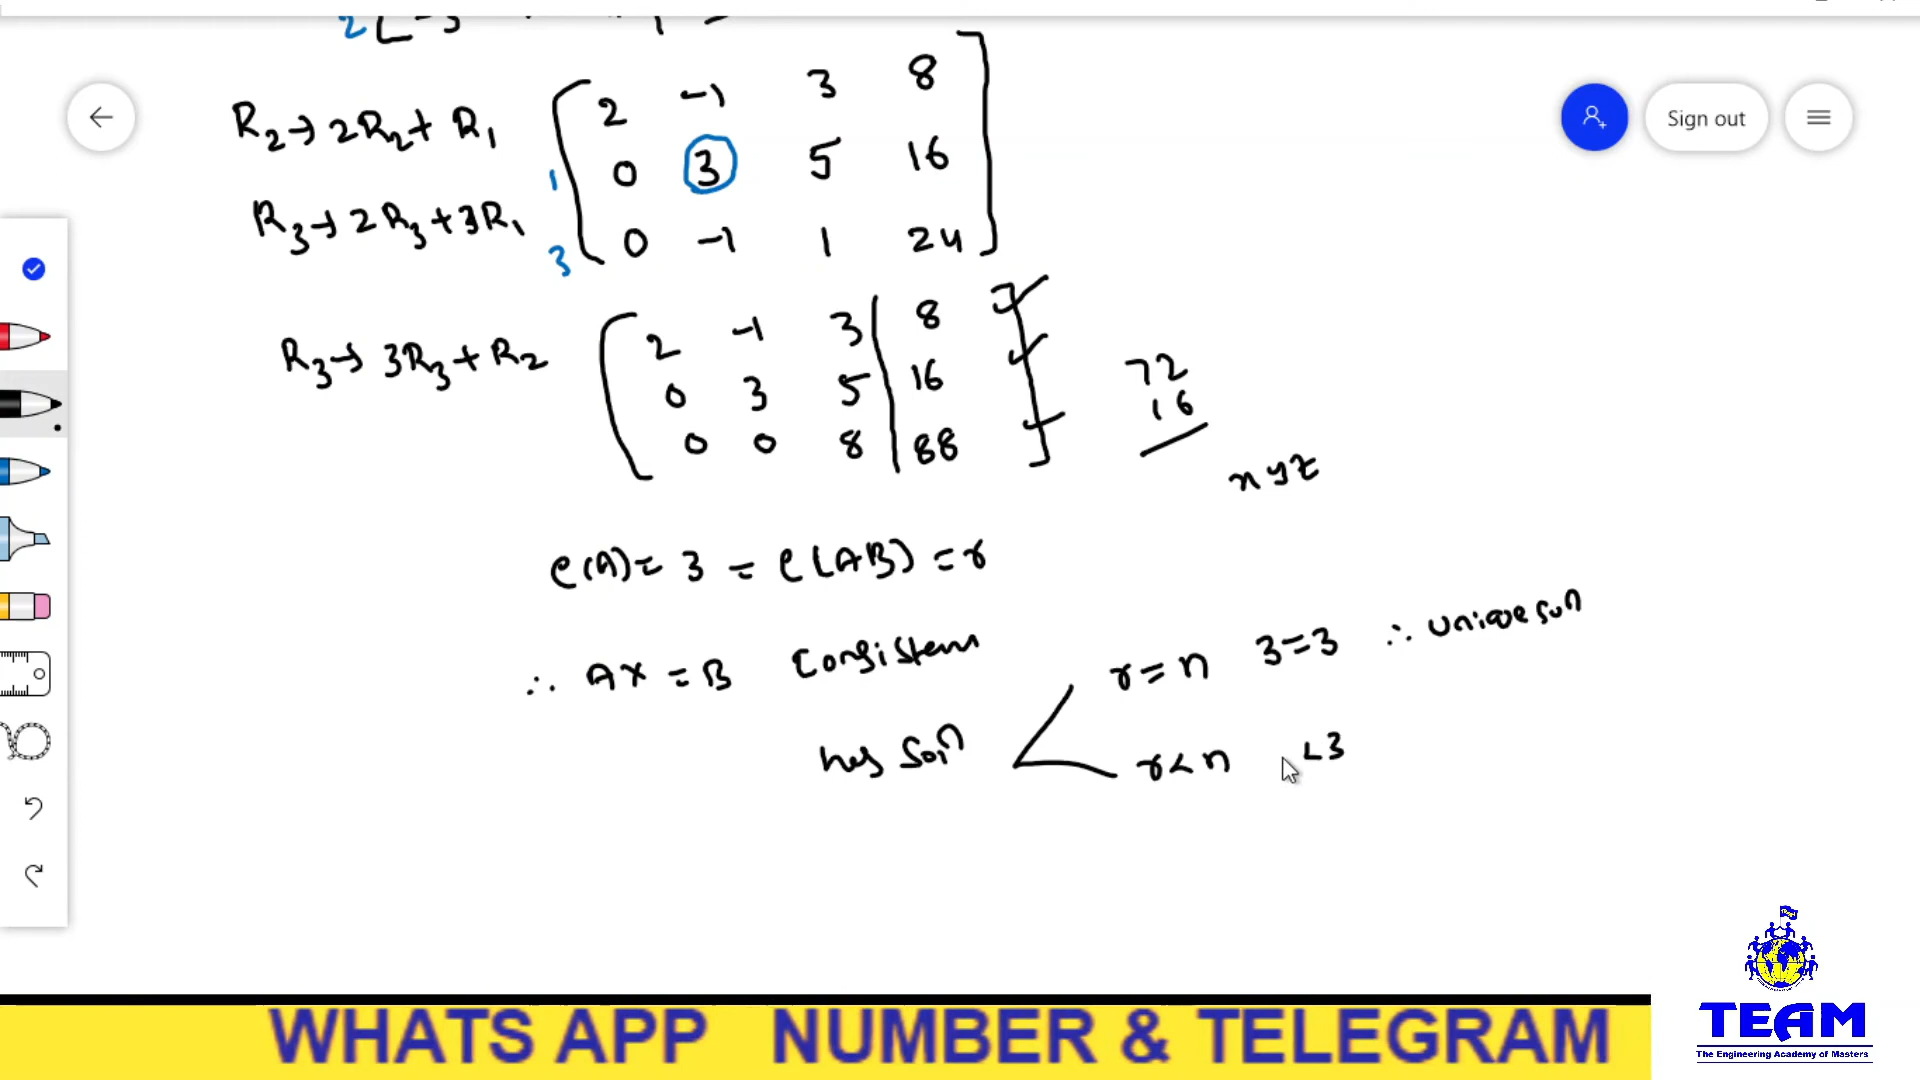 Sign out
R2→2R2+R1 [ 2 -1 3 8
1 0 3 5 16
R3→2R3+3R1
3 0 -1 1 24 ]
R3→3R3+R2 [ 2 -1 3 | 8
0 3 5 | 16
0 0 8 | 88 ]
72
16
x y z
ρ(A) = 3 = ρ(AB) = r
∴ AX = B Consistent
r = n 3=3 ∴ unique soln
has soln
r < n <3
TEAM
The Engineering Academy of Masters
WHATS APP NUMBER & TELEGRAM